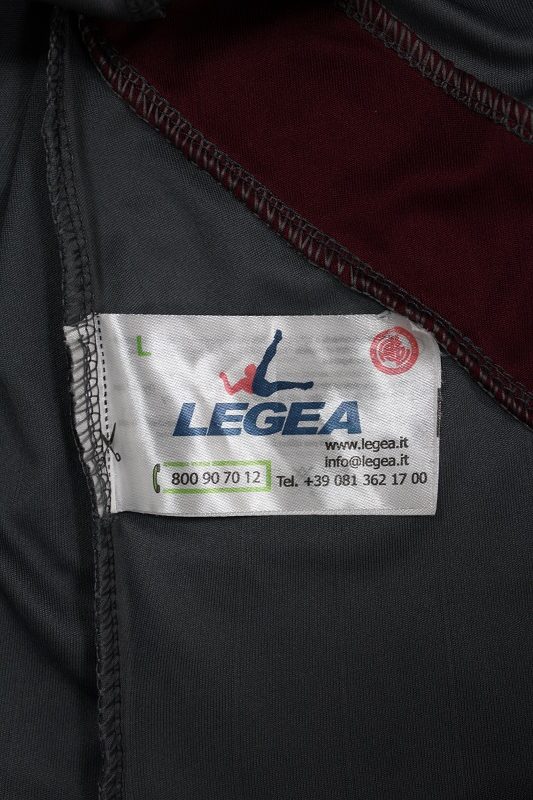 L
LEGEA
www.legea.it
info@legea.it
800 90 70 12
Tel. +39 081 362 17 00